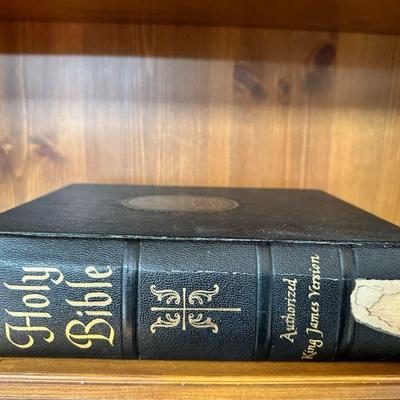 Holy
Bible
Authorized
King James Version